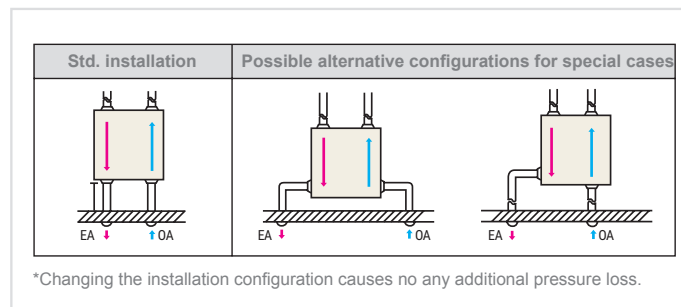 Std. installation
Possible alternative configurations for special cases
EA OA
EA OA
EA OA
*Changing the installation configuration causes no any additional pressure loss.